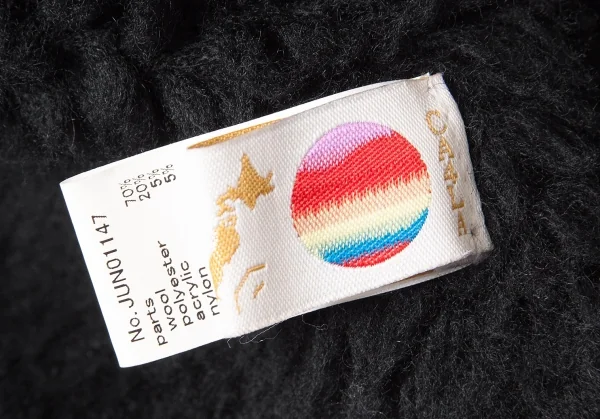 No. JUN01147
parts
wool 70%
polyester 20%
acrylic 5%
nylon 5%